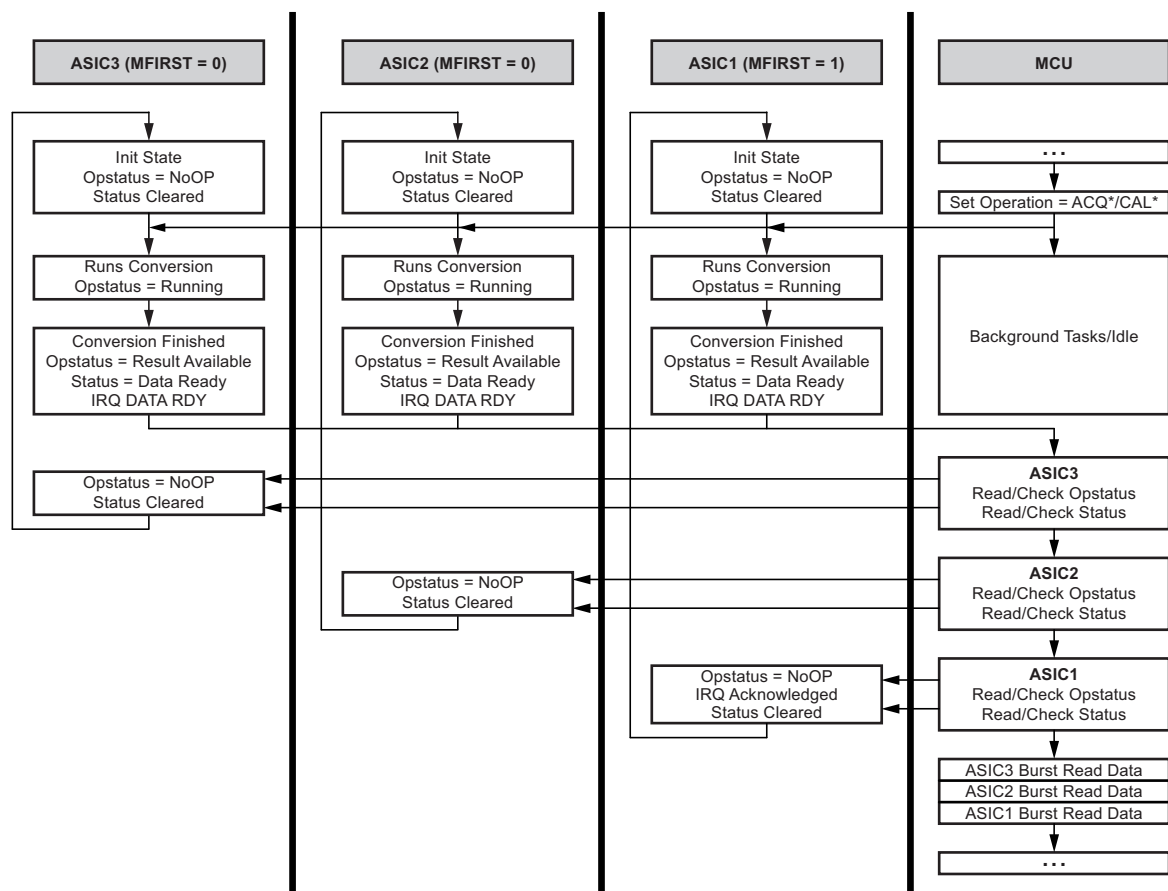 ASIC3 (MFIRST = 0)
ASIC2 (MFIRST = 0)
ASIC1 (MFIRST = 1)
MCU
Init State
Opstatus = NoOP
Status Cleared
Init State
Opstatus = NoOP
Status Cleared
Init State
Opstatus = NoOP
Status Cleared
...
Set Operation = ACQ*/CAL*
Runs Conversion
Opstatus = Running
Runs Conversion
Opstatus = Running
Runs Conversion
Opstatus = Running
Background Tasks/Idle
Conversion Finished
Opstatus = Result Available
Status = Data Ready
IRQ DATA RDY
Conversion Finished
Opstatus = Result Available
Status = Data Ready
IRQ DATA RDY
Conversion Finished
Opstatus = Result Available
Status = Data Ready
IRQ DATA RDY
Opstatus = NoOP
Status Cleared
ASIC3
Read/Check Opstatus
Read/Check Status
Opstatus = NoOP
Status Cleared
ASIC2
Read/Check Opstatus
Read/Check Status
Opstatus = NoOP
IRQ Acknowledged
Status Cleared
ASIC1
Read/Check Opstatus
Read/Check Status
ASIC3 Burst Read Data
ASIC2 Burst Read Data
ASIC1 Burst Read Data
...